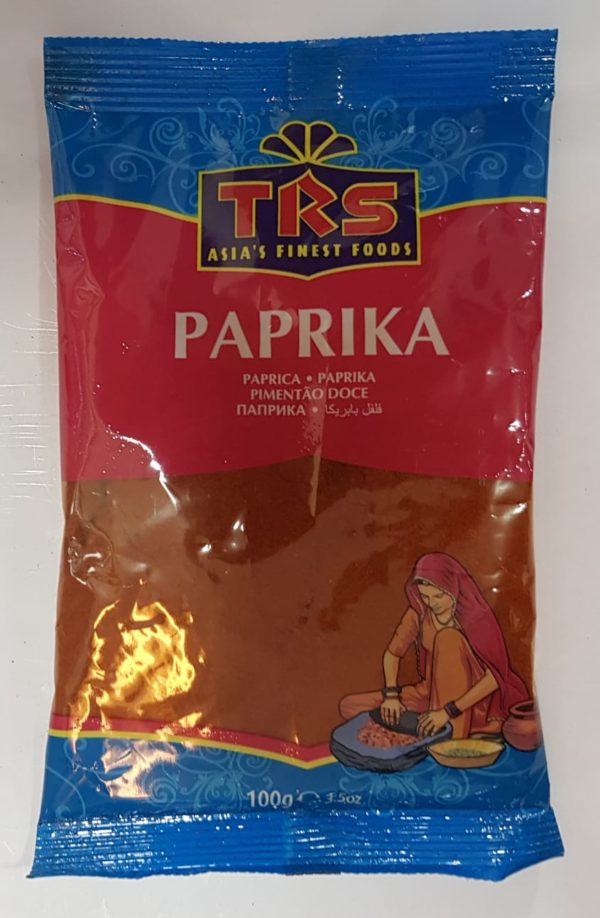 TRS
ASIA'S FINEST FOODS
PAPRIKA
PAPRICA • PAPRIKA
PIMENTÃO DOCE
ПАПРИКА • فلفل بابريكا
100g e 3.5oz